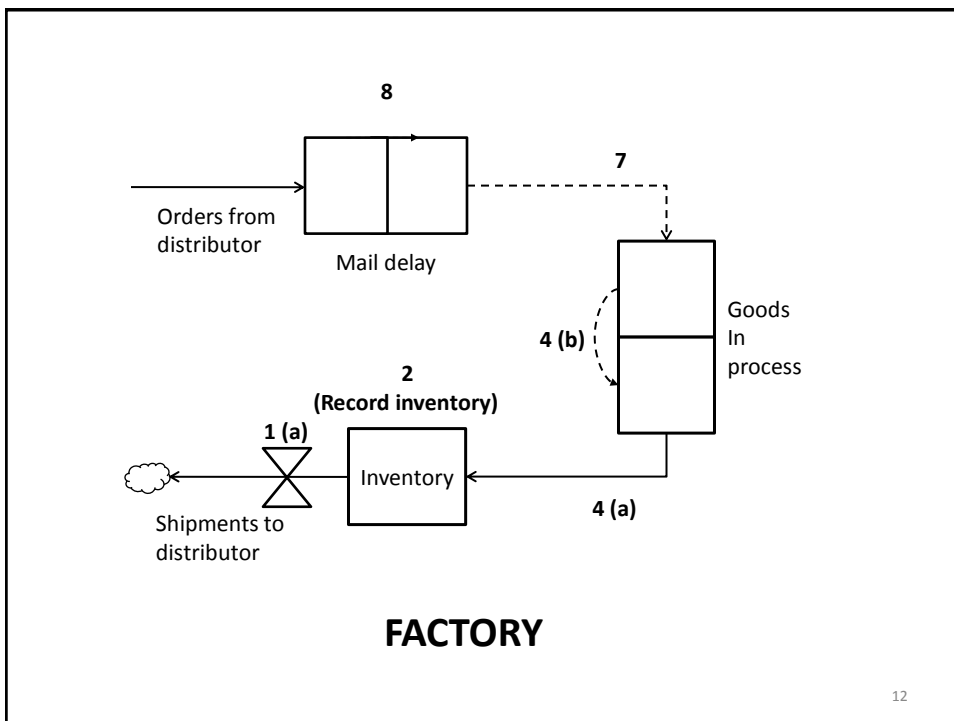 8
7
Orders from
distributor
Mail delay
Goods
In
process
4 (b)
2
(Record inventory)
1 (a)
Inventory
4 (a)
Shipments to
distributor
FACTORY
12